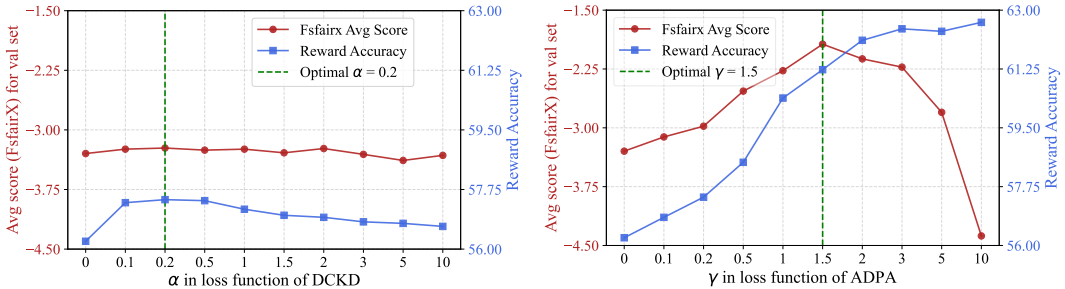 Avg score (FsfairX) for val set
−1.50
−2.25
−3.00
−3.75
−4.50
Fsfairx Avg Score
Reward Accuracy
Optimal α = 0.2
63.00
61.25
59.50
57.75
56.00
Reward Accuracy
0 0.1 0.2 0.5 1 1.5 2 3 5 10
α in loss function of DCKD
Avg score (FsfairX) for val set
−1.50
−2.25
−3.00
−3.75
−4.50
Fsfairx Avg Score
Reward Accuracy
Optimal γ = 1.5
63.00
61.25
59.50
57.75
56.00
Reward Accuracy
0 0.1 0.2 0.5 1 1.5 2 3 5 10
γ in loss function of ADPA